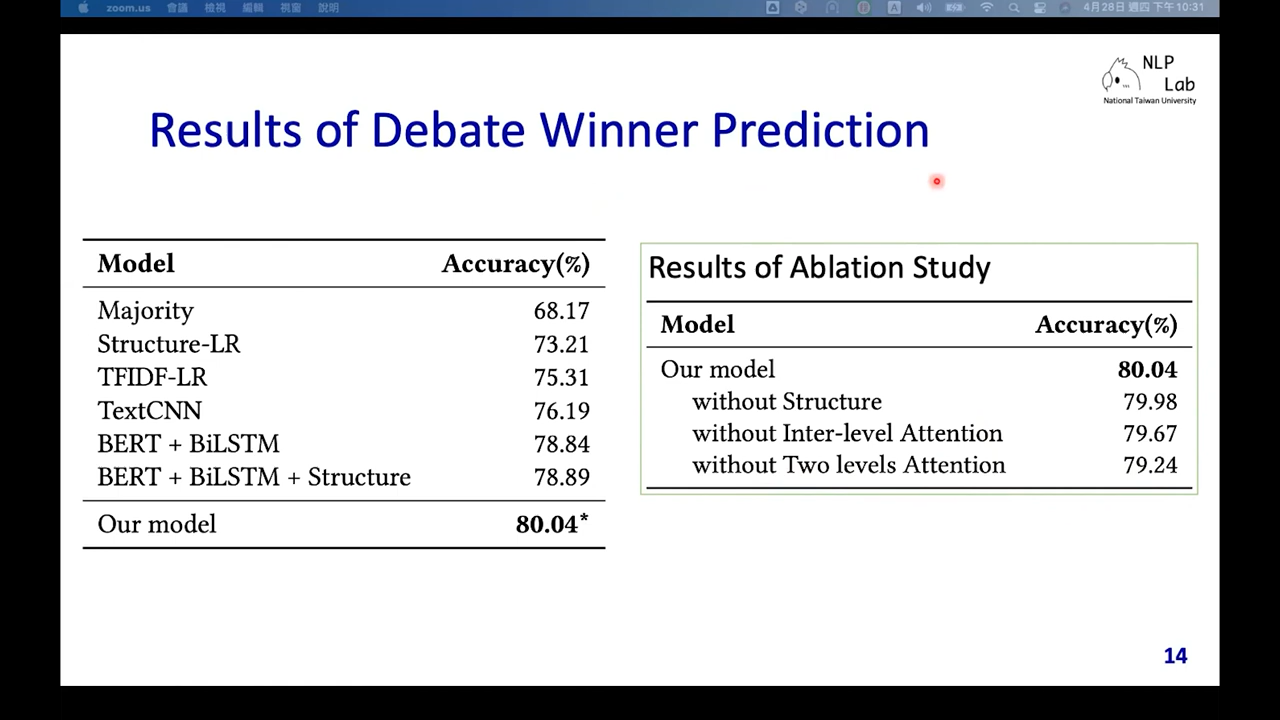 zoom.us 會議 檢視 編輯 視窗 說明 A 4月28日 週四 下午10:31
NLP
Lab
National Taiwan University
Results of Debate Winner Prediction
Model Accuracy(%)
Majority 68.17
Structure-LR 73.21
TFIDF-LR 75.31
TextCNN 76.19
BERT + BiLSTM 78.84
BERT + BiLSTM + Structure 78.89
Our model 80.04*
Results of Ablation Study
Model Accuracy(%)
Our model 80.04
without Structure 79.98
without Inter-level Attention 79.67
without Two levels Attention 79.24
14